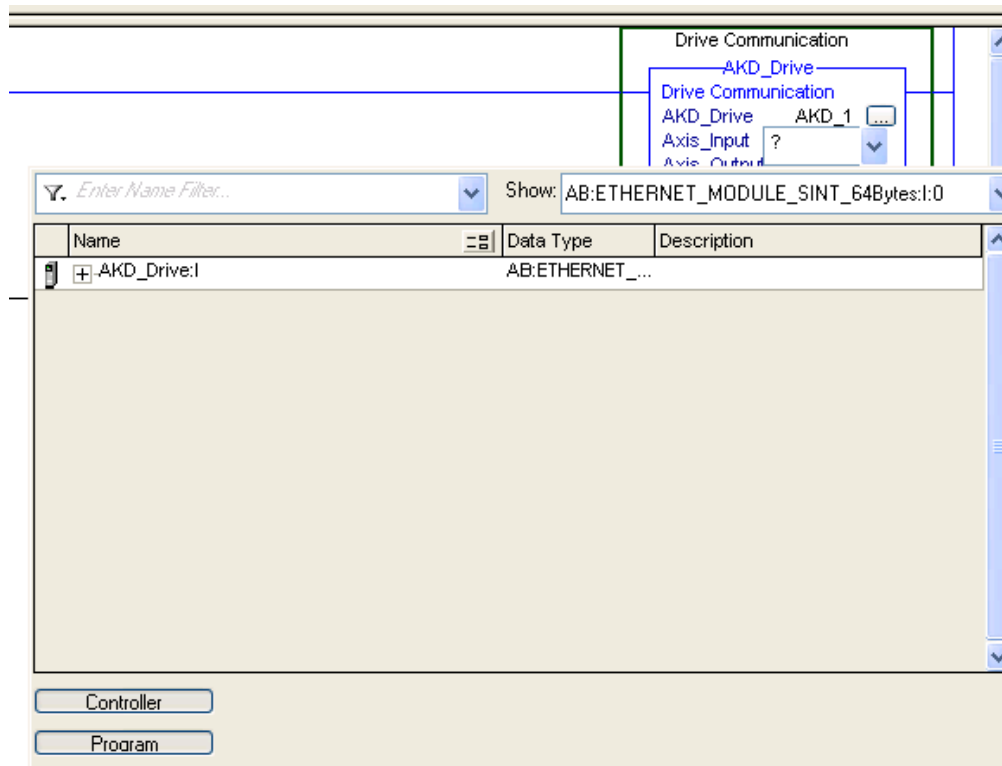 Drive Communication
AKD_Drive
Drive Communication
AKD_Drive AKD_1 ...
Axis_Input ?
Axis_Output
Enter Name Filter... Show: AB:ETHERNET_MODULE_SINT_64Bytes:I:0
Name Data Type Description
AKD_Drive:I AB:ETHERNET_...
Controller
Program